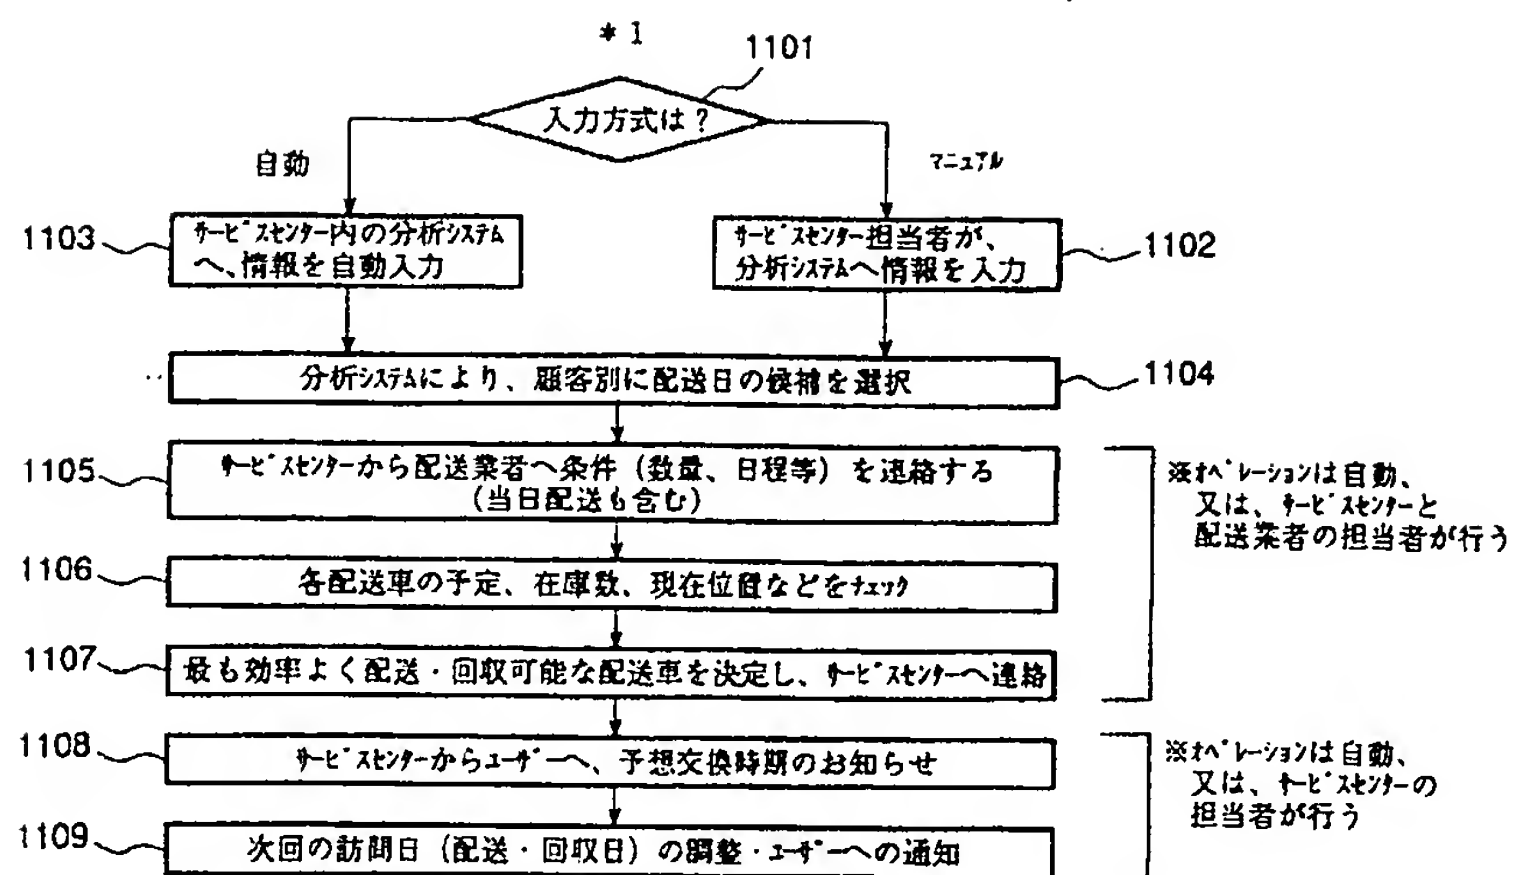 *1
1101
入力方式は?
自動
マニュアル
1103
サービスセンター内の分析システム
へ、情報を自動入力
サービスセンター担当者が、
分析システムへ情報を入力
1102
分析システムにより、顧客別に配送日の候補を選択
1104
1105
サービスセンターから配送業者へ条件(数量、日程等)を連絡する
(当日配送も含む)
※オペレーションは自動、
又は、サービスセンターと
配送業者の担当者が行う
1106
各配送車の予定、在庫数、現在位置などをチェック
1107
最も効率よく配送・回収可能な配送車を決定し、サービスセンターへ連絡
1108
サービスセンターからユーザーへ、予想交換時期のお知らせ
※オペレーションは自動、
又は、サービスセンターの
担当者が行う
1109
次回の訪問日(配送・回収日)の調整・ユーザーへの通知